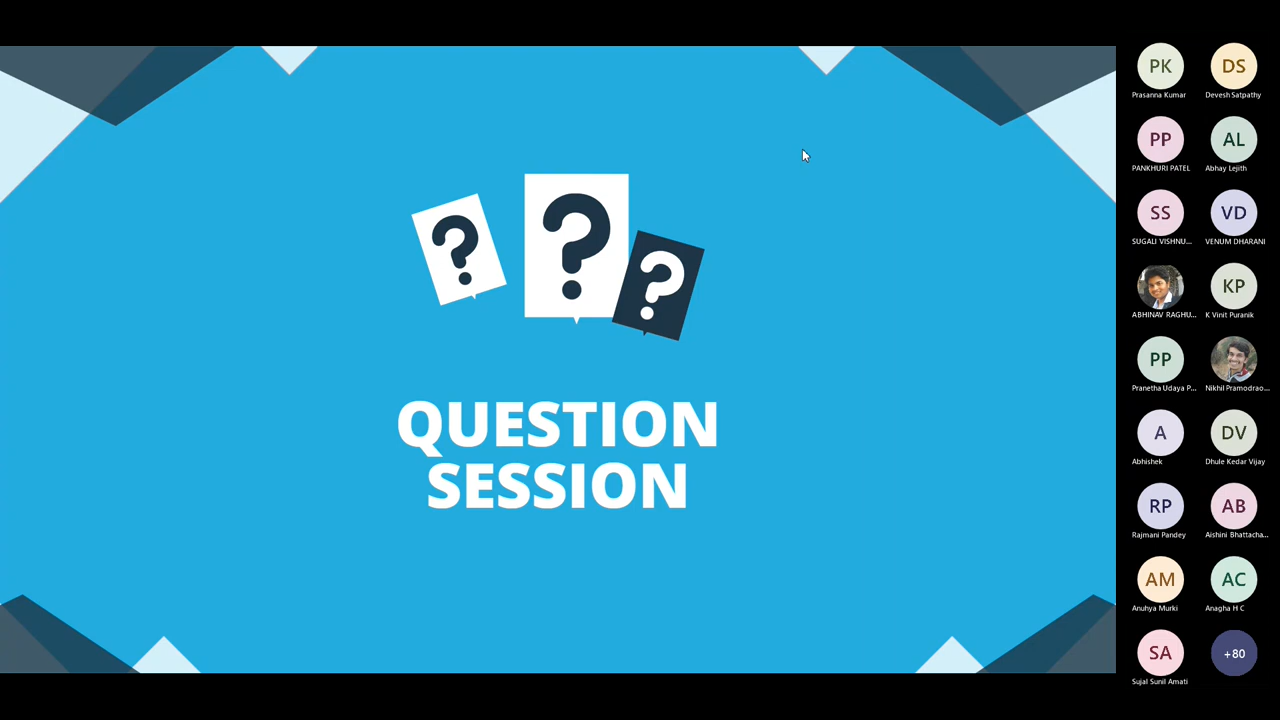 ?
?
?
QUESTION
SESSION
PK
DS
Prasanna Kumar
Devesh Satpathy
PP
AL
PANKHURI PATEL
Abhay Lejith
SS
VD
SUGALI VISHNU...
VENUM DHARANI
KP
ABHINAV RAGHU...
K Vinit Puranik
PP
Pranetha Udaya P...
Nikhil Pramodrao...
A
DV
Abhishek
Dhule Kedar Vijay
RP
AB
Rajmani Pandey
Aishini Bhattacha...
AM
AC
Anuhya Murki
Anagha H C
SA
+80
Sujal Sunil Amati